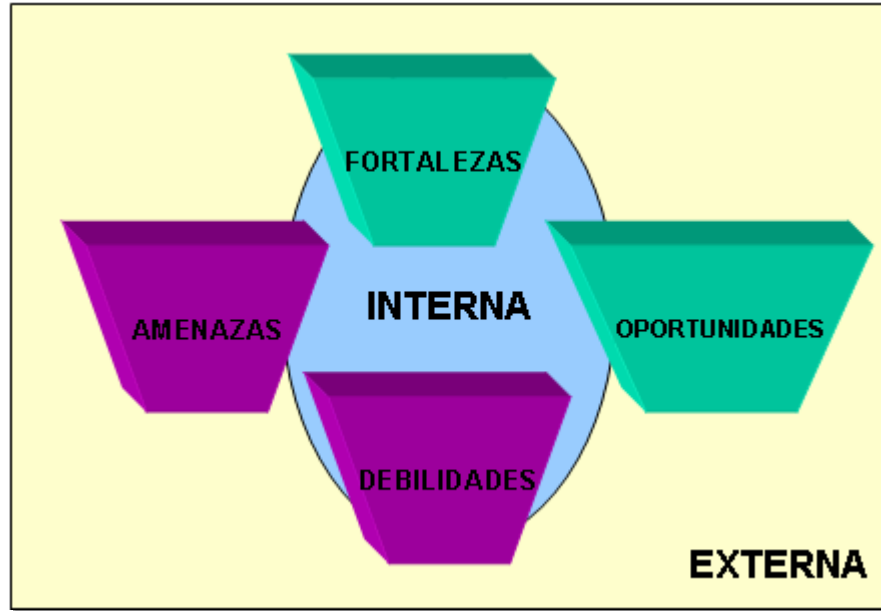 FORTALEZAS
INTERNA
AMENAZAS
OPORTUNIDADES
DEBILIDADES
EXTERNA